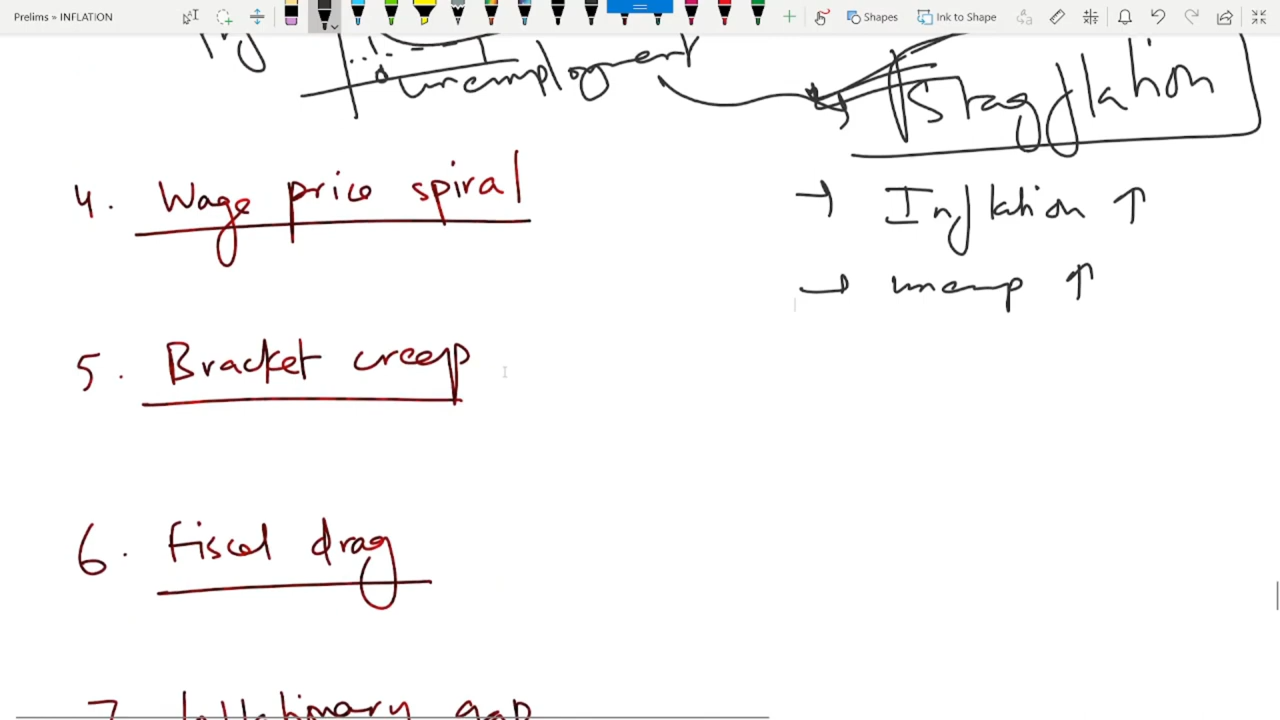 Prelims » INFLATION
Shapes
Ink to Shape
unemployment
Stagflation
4. Wage price spiral
→ Inflation ↑
→ unemp ↑
5. Bracket creep
6. Fiscal drag
7. Inflationary gap